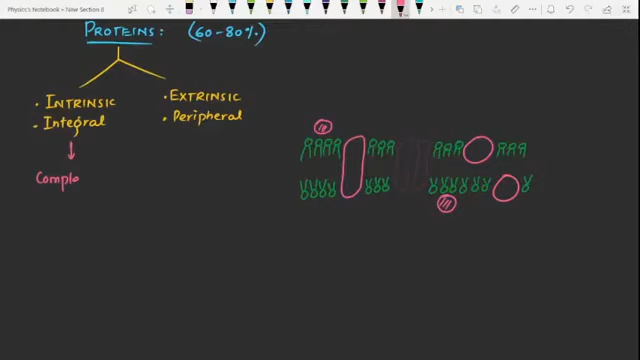 Physics's Notebook » New Section 8
PROTEINS: (60-80%.)
• INTRINSIC
• Integral
• EXTRINSIC
• Peripheral
Comple